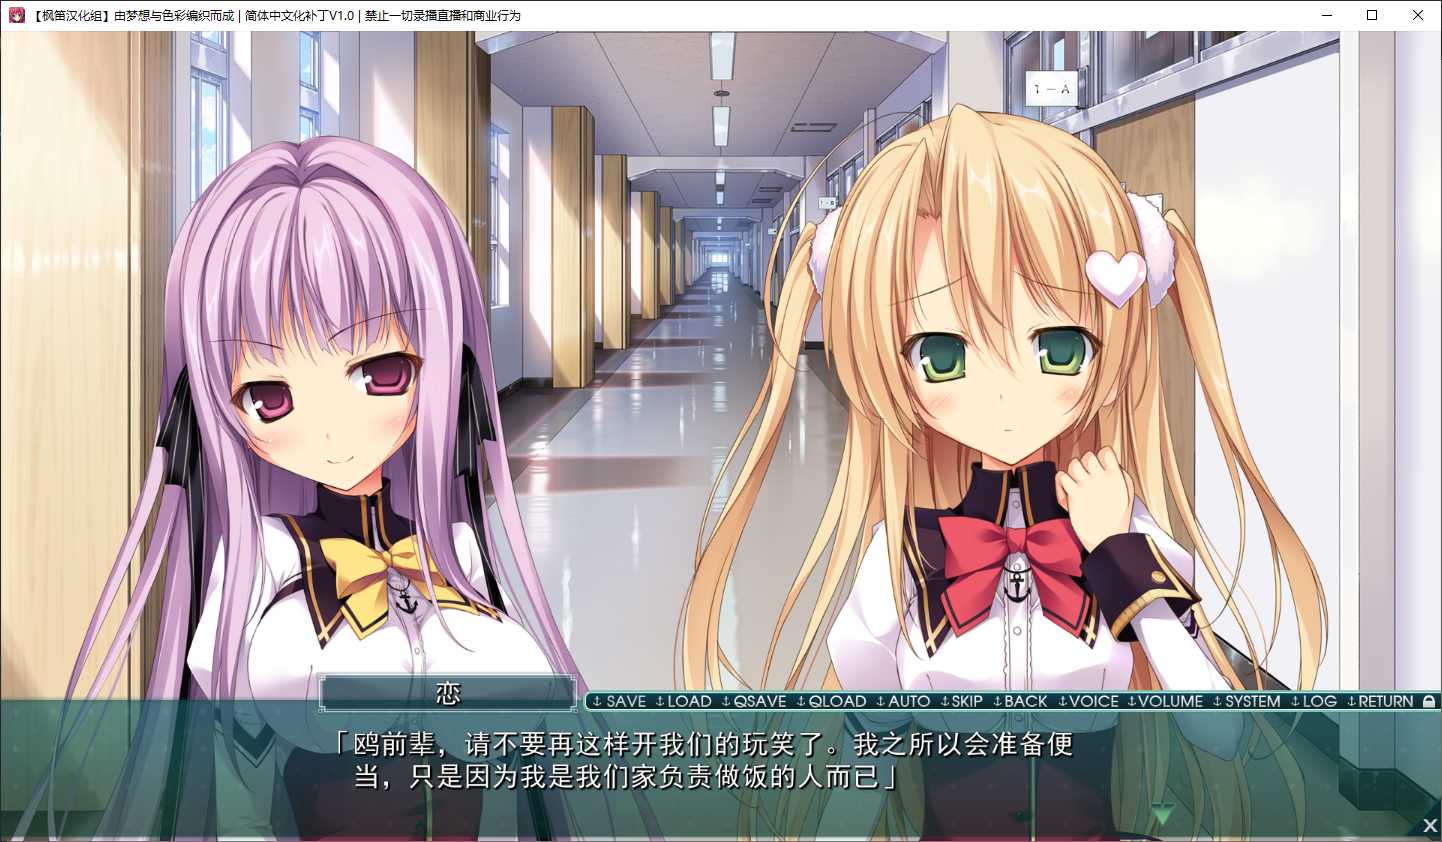 【枫笛汉化组】由梦想与色彩编织而成 | 简体中文化补丁V1.0 | 禁止一切录播直播和商业行为
1 - A
1 - B
恋
SAVE LOAD QSAVE QLOAD AUTO SKIP BACK VOICE VOLUME SYSTEM LOG RETURN
「鸥前辈，请不要再这样开我们的玩笑了。我之所以会准备便
当，只是因为我是我们家负责做饭的人而已」
X